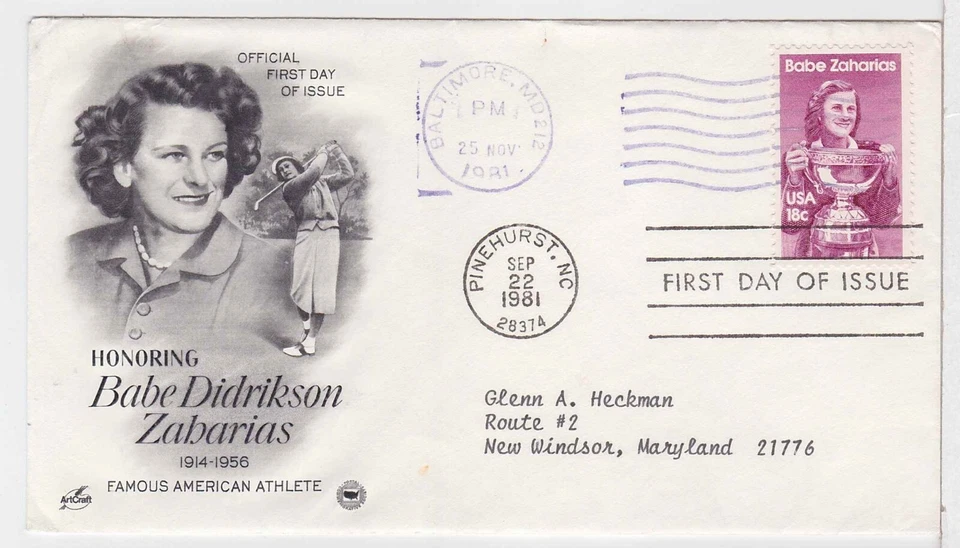 OFFICIAL
FIRST DAY
OF ISSUE
BALTIMORE, MD 212
PM
25 NOV
1981
Babe Zaharias
USA
18c
PINEHURST, NC
SEP
22
1981
28374
FIRST DAY OF ISSUE
HONORING
Babe Didrikson
Zaharias
1914-1956
FAMOUS AMERICAN ATHLETE
ArtCraft
Glenn A. Heckman
Route #2
New Windsor, Maryland 21776